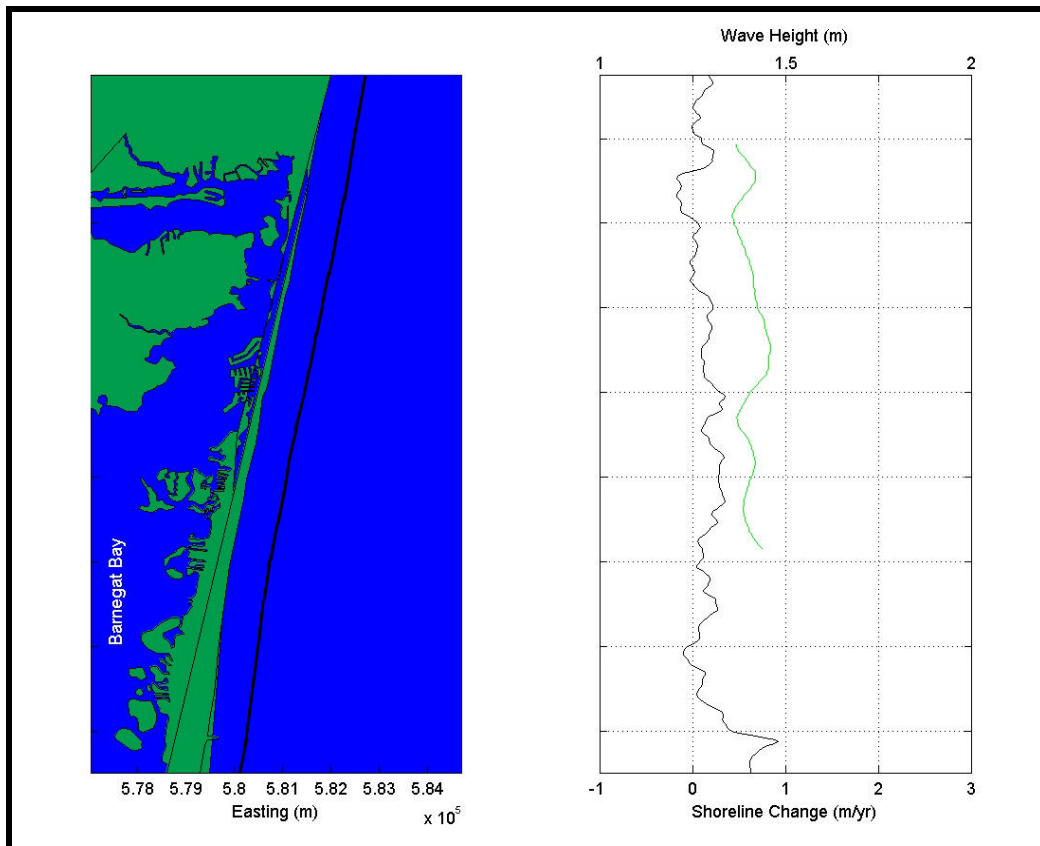 Wave Height (m)
1 1.5 2
Barnegat Bay
5.78 5.79 5.8 5.81 5.82 5.83 5.84
Easting (m)
x 10⁵
-1 0 1 2 3
Shoreline Change (m/yr)